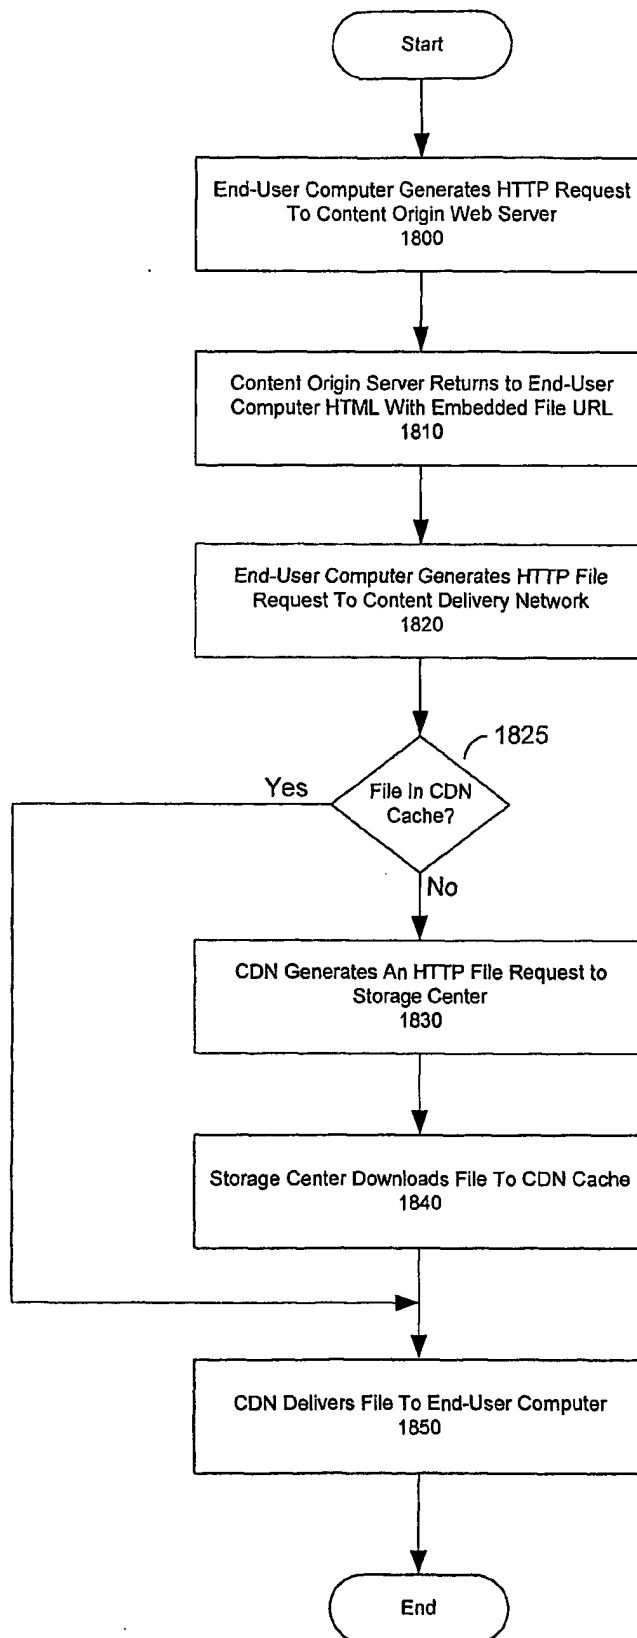 Start
End-User Computer Generates HTTP Request
To Content Origin Web Server
1800
Content Origin Server Returns to End-User
Computer HTML With Embedded File URL
1810
End-User Computer Generates HTTP File
Request To Content Delivery Network
1820
1825
Yes
File In CDN
Cache?
No
CDN Generates An HTTP File Request to
Storage Center
1830
Storage Center Downloads File To CDN Cache
1840
CDN Delivers File To End-User Computer
1850
End